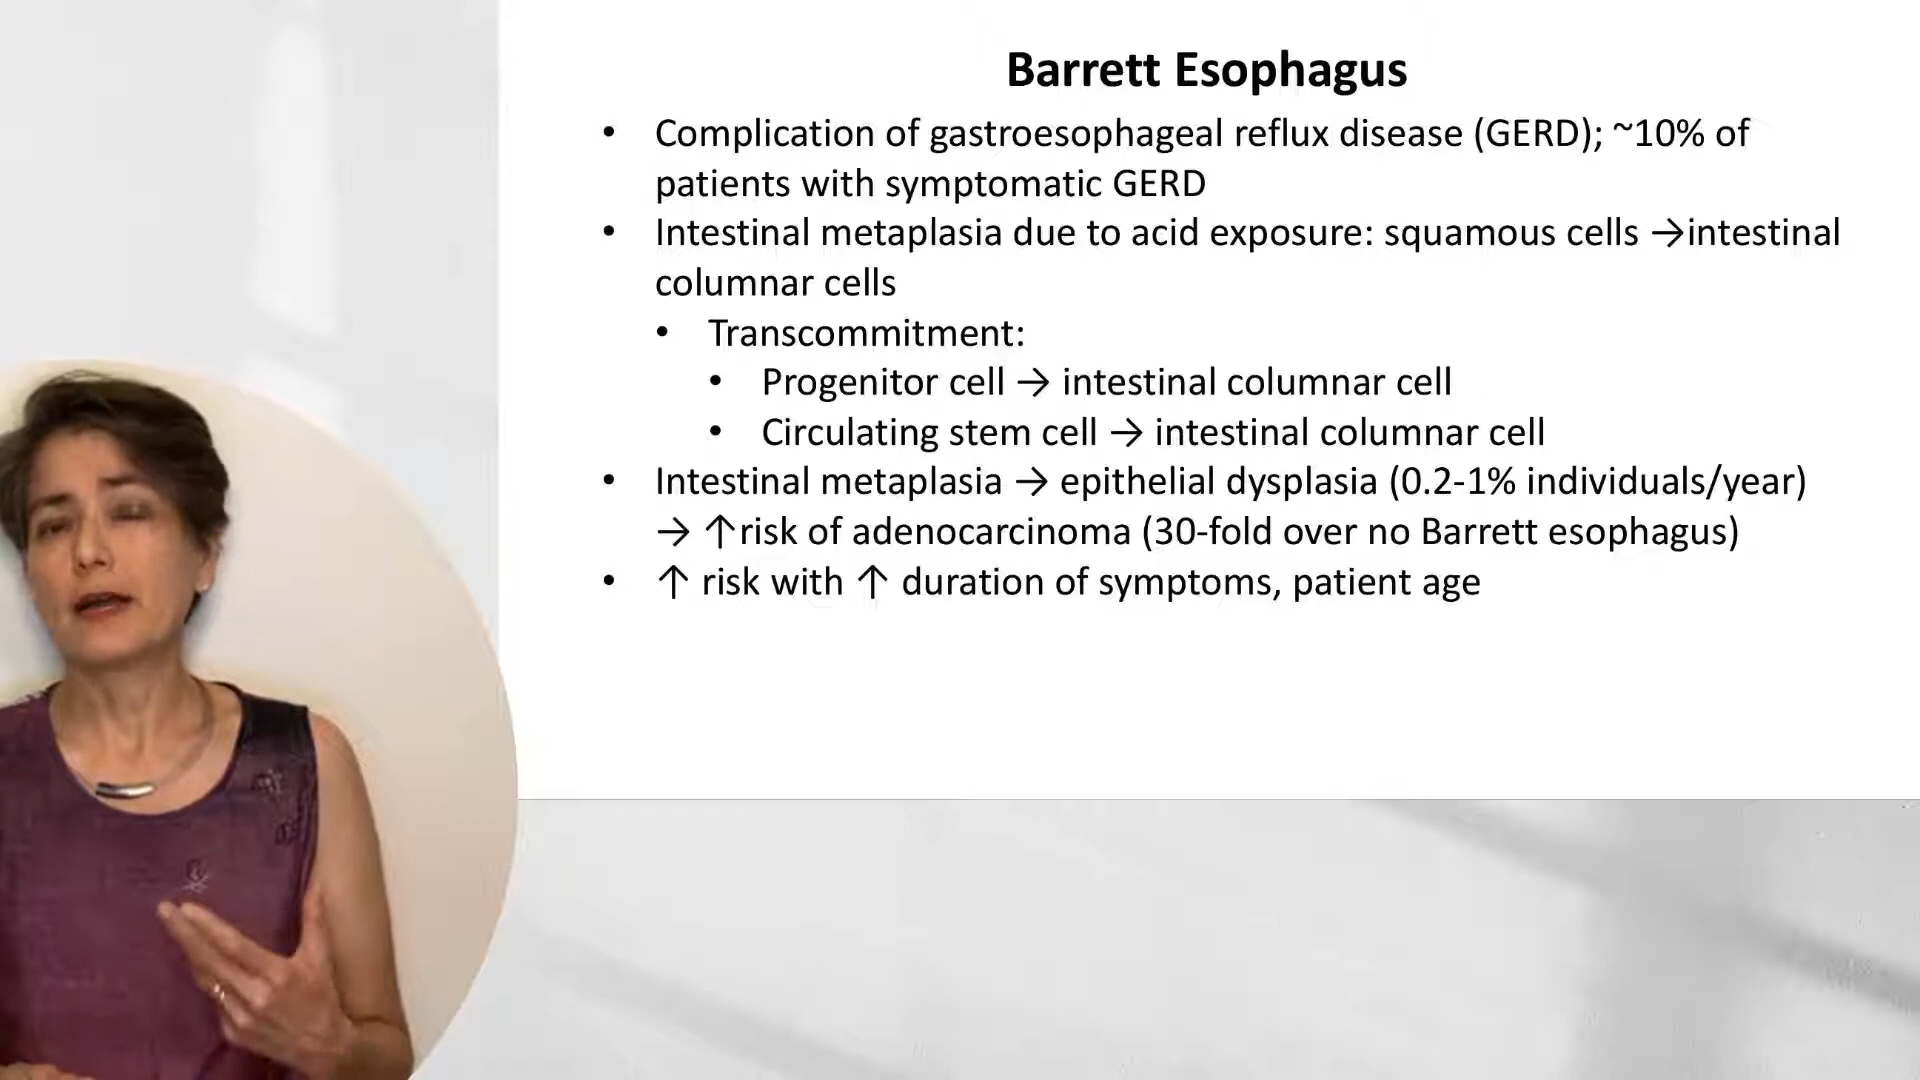 Barrett Esophagus
• Complication of gastroesophageal reflux disease (GERD); ~10% of
patients with symptomatic GERD
• Intestinal metaplasia due to acid exposure: squamous cells →intestinal
columnar cells
• Transcommitment:
• Progenitor cell → intestinal columnar cell
• Circulating stem cell → intestinal columnar cell
• Intestinal metaplasia → epithelial dysplasia (0.2-1% individuals/year)
→ ↑risk of adenocarcinoma (30-fold over no Barrett esophagus)
• ↑ risk with ↑ duration of symptoms, patient age